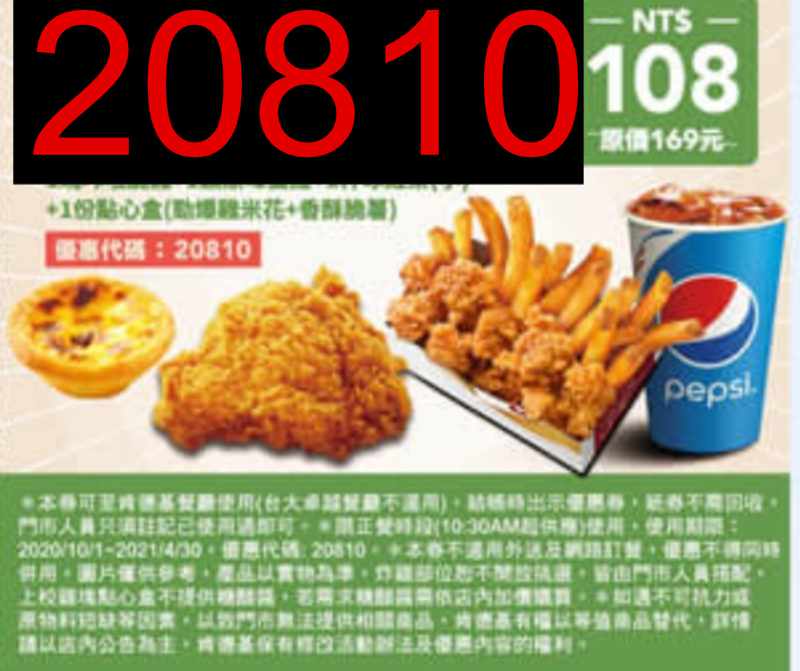 20810
NT$
108
原價169元
+1份點心盒(勁爆雞米花+香酥脆薯)
優惠代碼：20810
pepsi
＊本券可至肯德基餐廳使用(台大卓越餐廳不適用)，結帳時出示優惠券，紙券不需回收，
門市人員只須註記已使用過即可。＊限正餐時段(10:30AM起供應)使用，使用期限：
2020/10/1~2021/4/30。優惠代碼: 20810。＊本券不適用外送及網路訂餐，優惠不得同時
併用。圖片僅供參考，產品以實物為準。炸雞部位恕不開放挑選，皆由門市人員搭配。
上校雞塊點心盒不提供糖醋醬，若需求糖醋醬需依店內加價購買。＊如遇不可抗力或
原物料短缺等因素，以致門市無法提供相關商品，肯德基有權以等值商品替代，詳情
請以店內公告為主，肯德基保有修改活動辦法及優惠內容的權利。